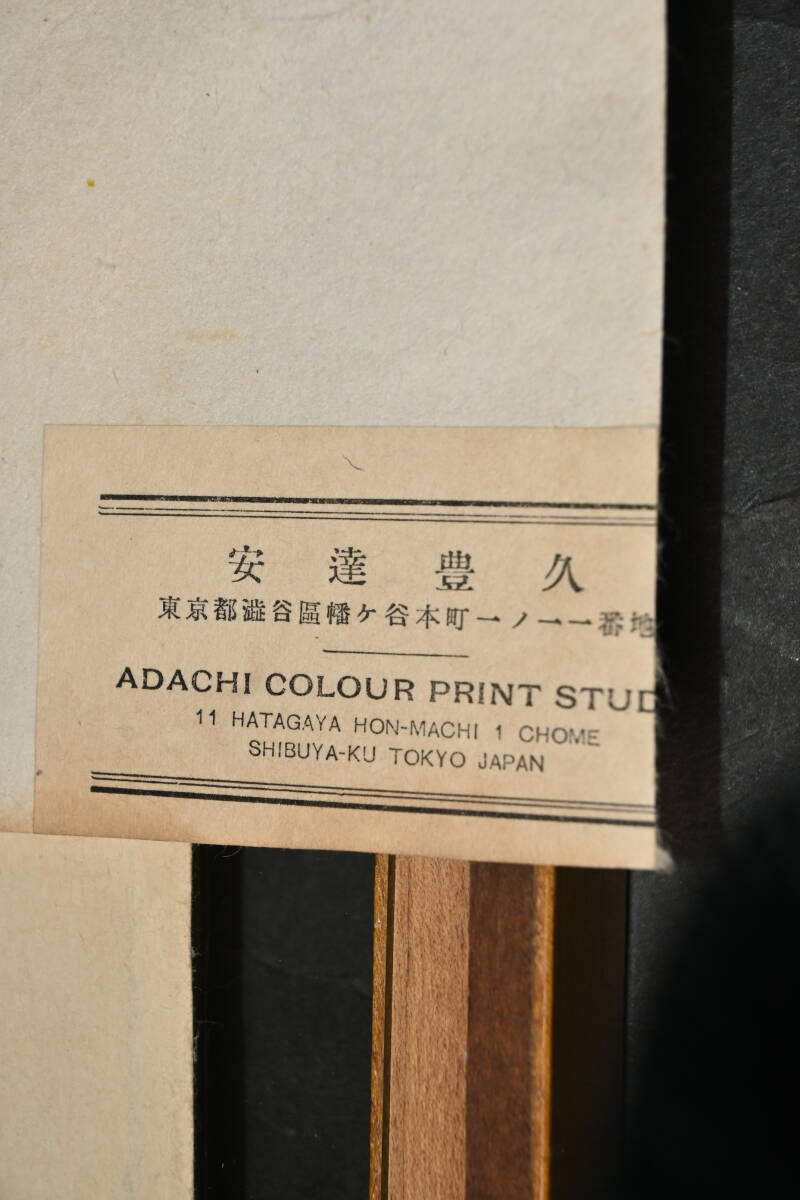 安達豊久
東京都澁谷區幡ケ谷本町一ノ一一番地
ADACHI COLOUR PRINT STUD
11 HATAGAYA HON-MACHI 1 CHOME
SHIBUYA-KU TOKYO JAPAN